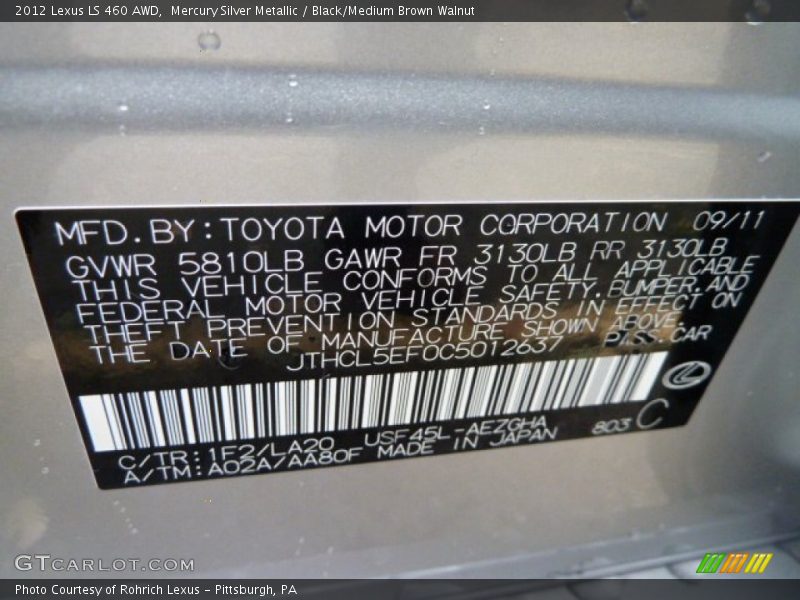 2012 Lexus LS 460 AWD,  Mercury Silver Metallic / Black/Medium Brown Walnut
MFD. BY: TOYOTA MOTOR CORPORATION 09/11
GVWR 5810LB GAWR FR 3130LB RR 3130LB
THIS VEHICLE CONFORMS TO ALL APPLICABLE
FEDERAL MOTOR VEHICLE SAFETY, BUMPER, AND
THEFT PREVENTION STANDARDS IN EFFECT ON
THE DATE OF MANUFACTURE SHOWN ABOVE.
JTHCL5EF0C5012637 PASS. CAR
C/TR: 1F2/LA20 USF45L-AEZGHA
A/TM: A02A/AA80F MADE IN JAPAN 803 C
GTCARLOT.COM
Photo Courtesy of Rohrich Lexus – Pittsburgh, PA